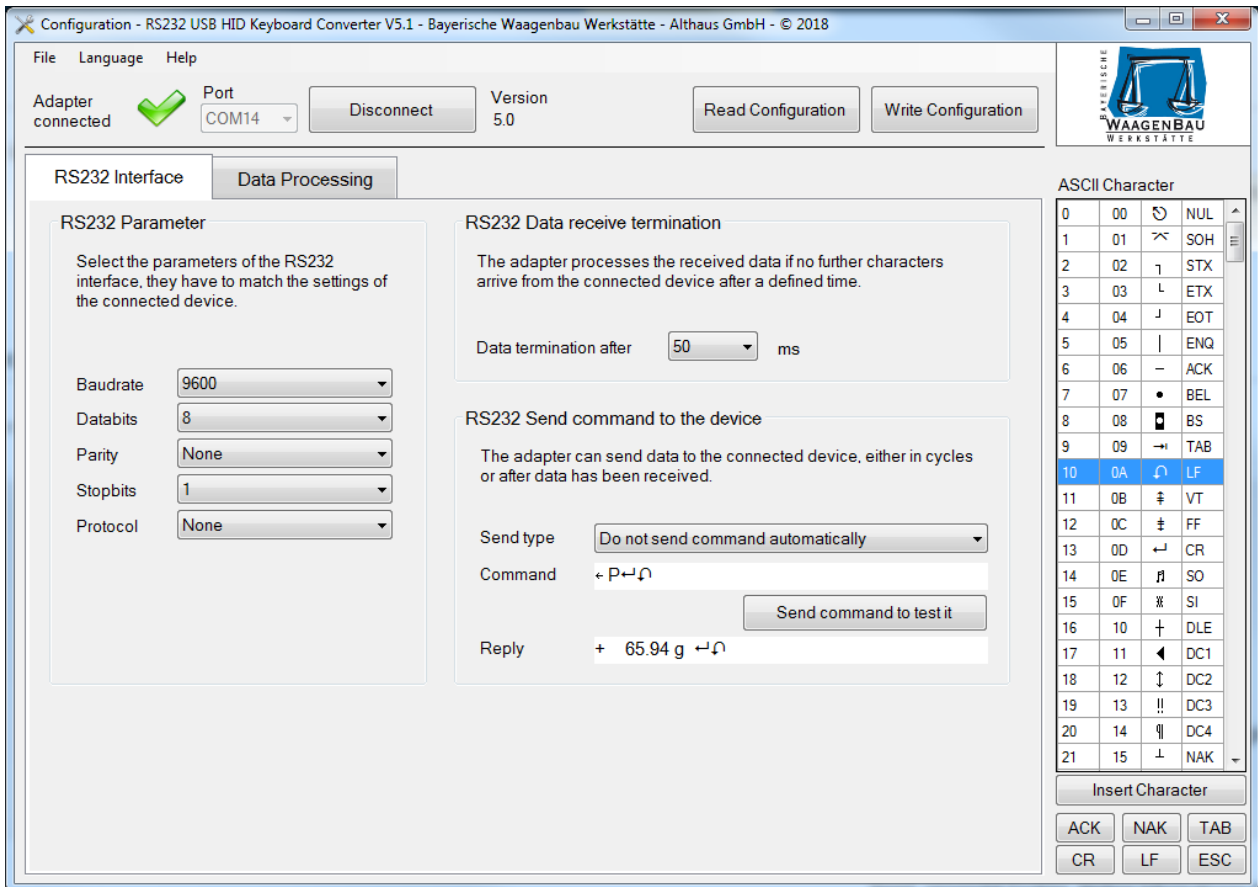 Configuration - RS232 USB HID Keyboard Converter V5.1 - Bayerische Waagenbau Werkstätte - Althaus GmbH - © 2018
File Language Help
Adapter
connected
Port
COM14
Disconnect
Version
5.0
Read Configuration
Write Configuration
BAYERISCHE
WAAGENBAU
WERKSTÄTTE
RS232 Interface
Data Processing
RS232 Parameter
Select the parameters of the RS232
interface, they have to match the settings of
the connected device.
Baudrate 9600
Databits 8
Parity None
Stopbits 1
Protocol None
RS232 Data receive termination
The adapter processes the received data if no further characters
arrive from the connected device after a defined time.
Data termination after 50 ms
RS232 Send command to the device
The adapter can send data to the connected device, either in cycles
or after data has been received.
Send type Do not send command automatically
Command ←P↵↶
Send command to test it
Reply + 65.94 g ↵↶
ASCII Character
0 00 NUL
1 01 SOH
2 02 ┐ STX
3 03 └ ETX
4 04 ┘ EOT
5 05 | ENQ
6 06 – ACK
7 07 • BEL
8 08 ◘ BS
9 09 →ı TAB
10 0A ↶ LF
11 0B ⇞ VT
12 0C ‡ FF
13 0D ↵ CR
14 0E ♫ SO
15 0F SI
16 10 ┼ DLE
17 11 ◄ DC1
18 12 ↕ DC2
19 13 ‼ DC3
20 14 ¶ DC4
21 15 ┴ NAK
Insert Character
ACK NAK TAB
CR LF ESC